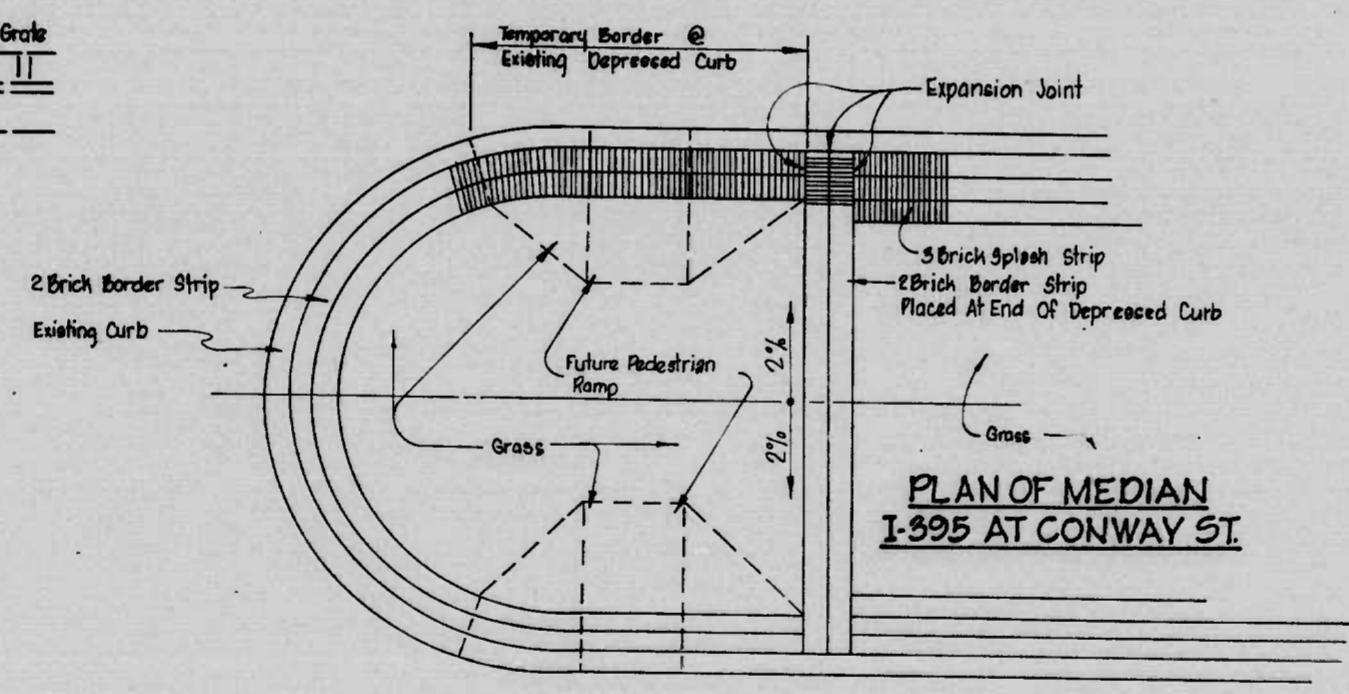 Grate
Temporary Border @
Existing Depressed Curb
Expansion Joint
3 Brick Splash Strip
2 Brick Border Strip
Placed At End Of Depressed Curb
2 Brick Border Strip
Existing Curb
Future Pedestrian
Ramp
2%
2%
Grass
Grass
PLAN OF MEDIAN
I-395 AT CONWAY ST.